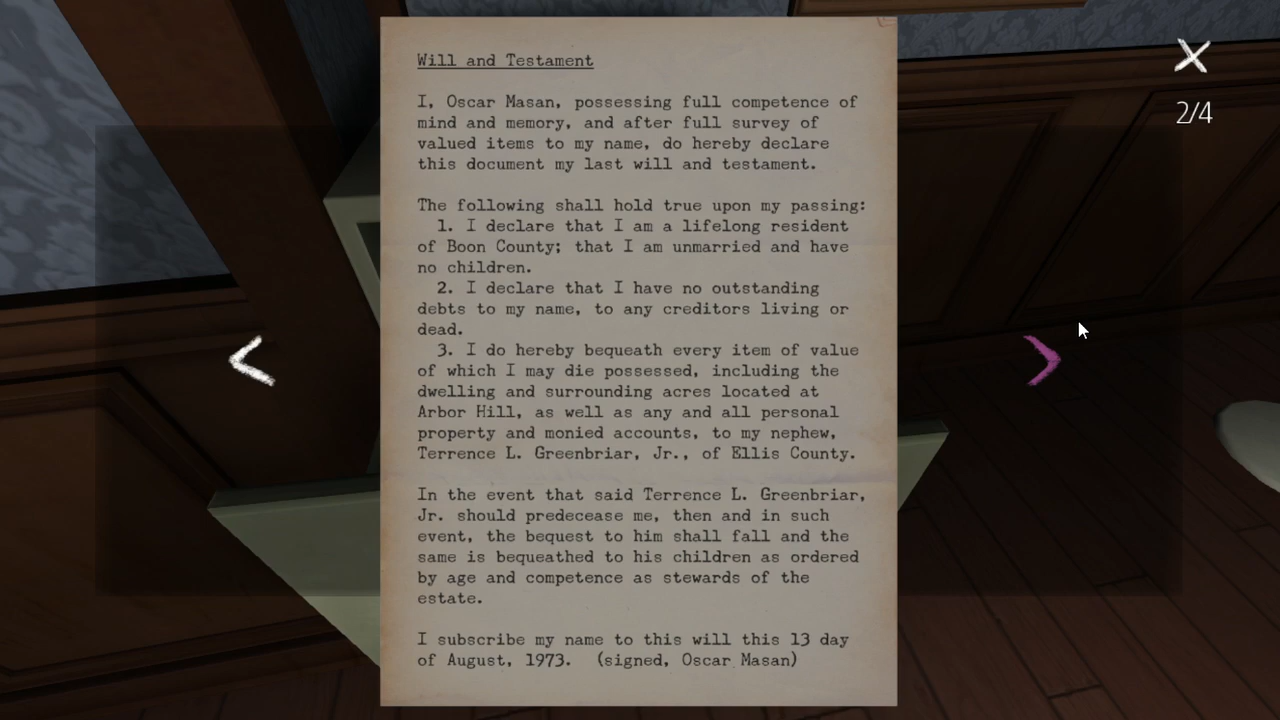 Will and Testament
I, Oscar Masan, possessing full competence of
mind and memory, and after full survey of
valued items to my name, do hereby declare
this document my last will and testament.
The following shall hold true upon my passing:
1. I declare that I am a lifelong resident
of Boon County; that I am unmarried and have
no children.
2. I declare that I have no outstanding
debts to my name, to any creditors living or
dead.
3. I do hereby bequeath every item of value
of which I may die possessed, including the
dwelling and surrounding acres located at
Arbor Hill, as well as any and all personal
property and monied accounts, to my nephew,
Terrence L. Greenbriar, Jr., of Ellis County.
In the event that said Terrence L. Greenbriar,
Jr. should predecease me, then and in such
event, the bequest to him shall fall and the
same is bequeathed to his children as ordered
by age and competence as stewards of the
estate.
I subscribe my name to this will this 13 day
of August, 1973. (signed, Oscar Masan)
2/4